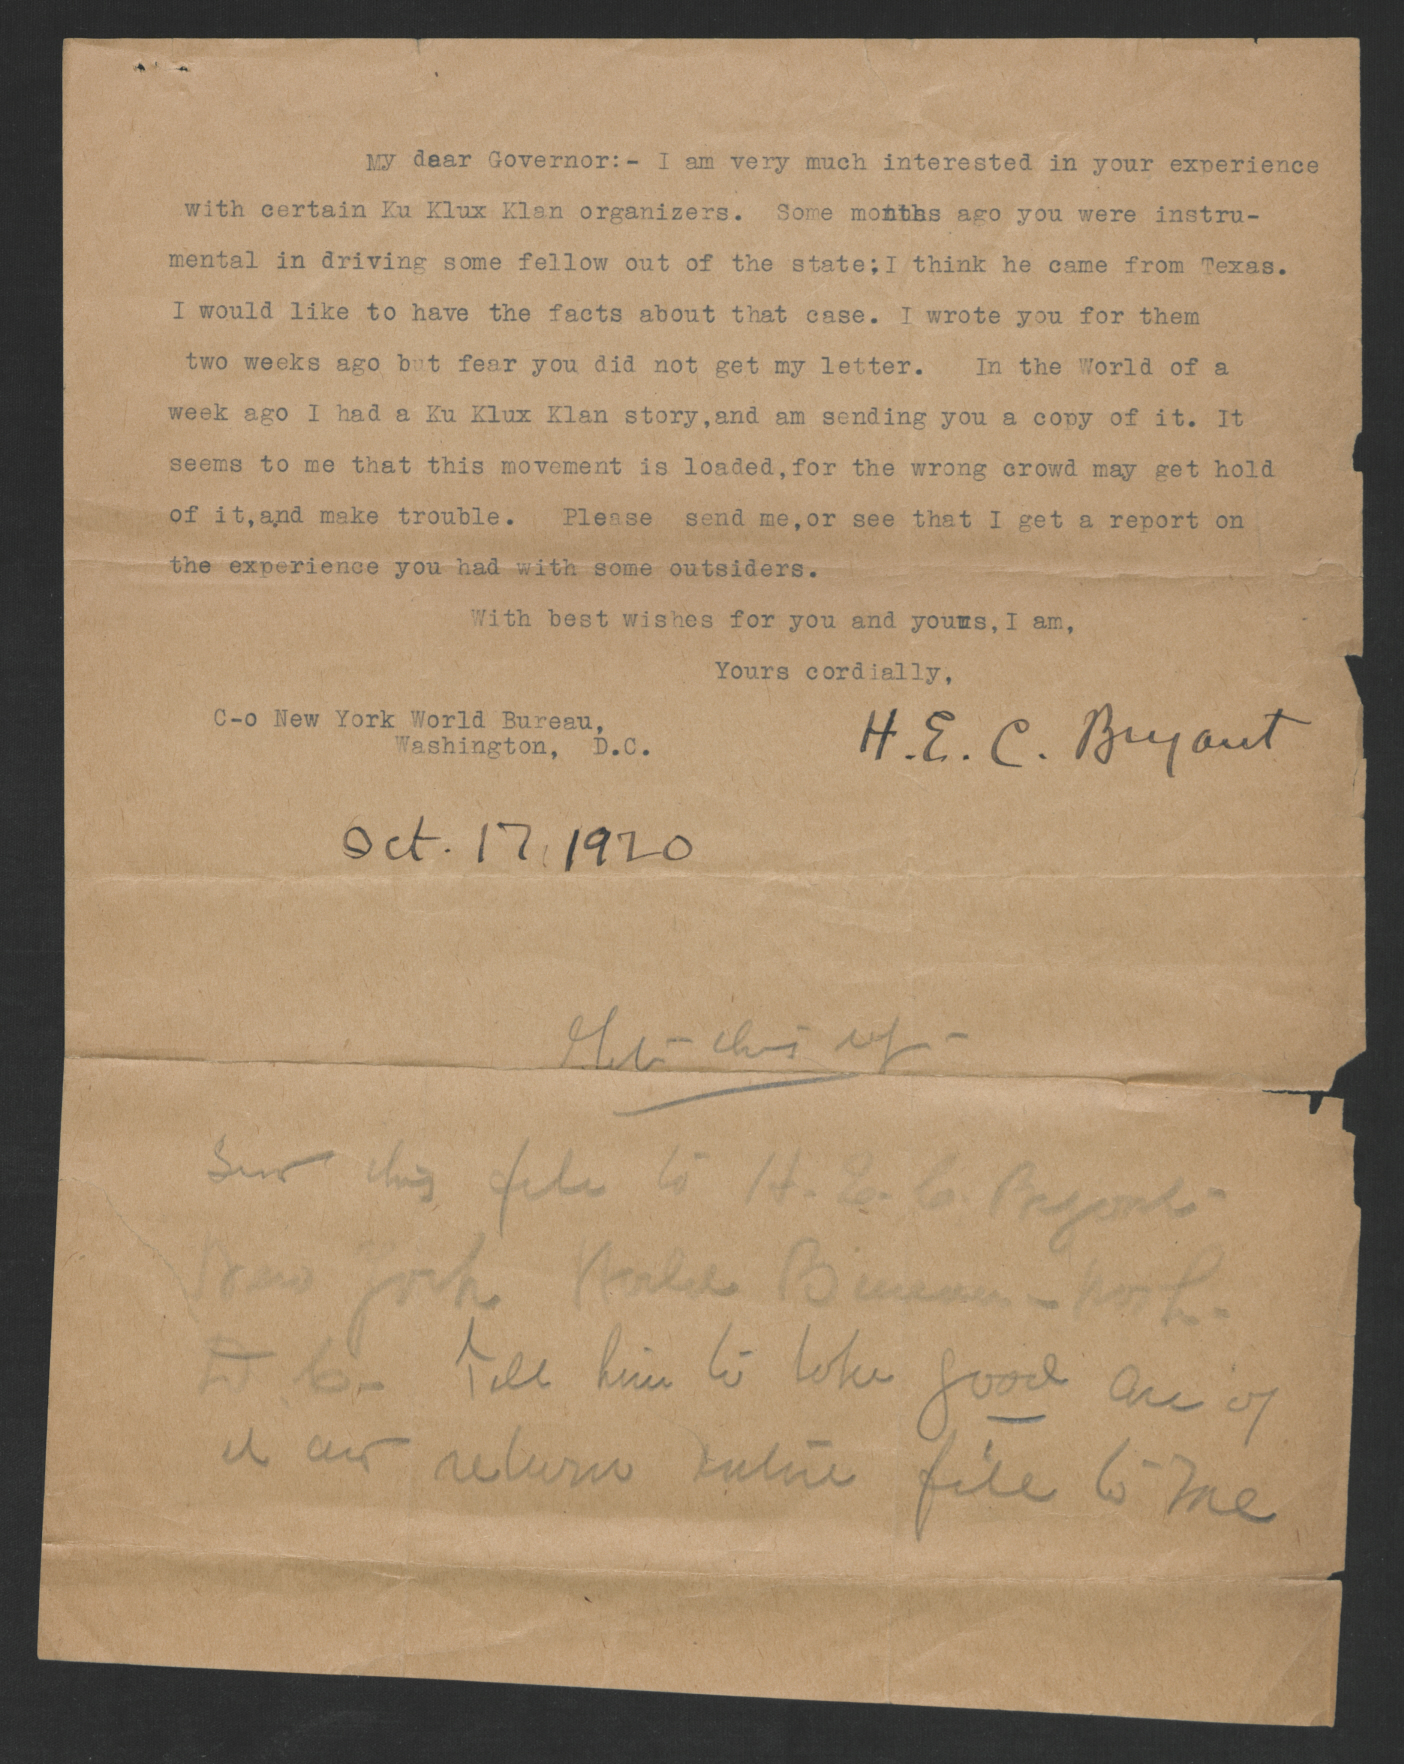 My daar Governor:- I am very much interested in your experience
with certain Ku Klux Klan organizers. Some months ago you were instru-
mental in driving some fellow out of the state;I think he came from Texas.
I would like to have the facts about that case. I wrote you for them
two weeks ago but fear you did not get my letter. In the World of a
week ago I had a Ku Klux Klan story,and am sending you a copy of it. It
seems to me that this movement is loaded,for the wrong crowd may get hold
of it,and make trouble. Please send me,or see that I get a report on
the experience you had with some outsiders.
With best wishes for you and yours,I am,
Yours cordially,
C-o New York World Bureau,
Washington, D.C.
H. E. C. Bryant
Oct. 17, 1920
this up -
this file to H. E. C. Bryant
New York World Bureau - Wash.
D C - Tell him to take good care of
it and return entire file to me